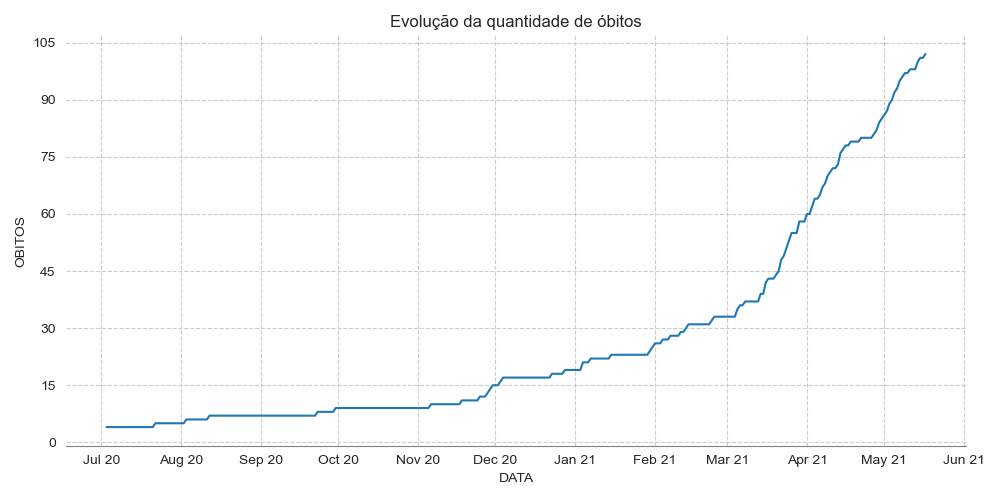 Evolução da quantidade de óbitos
105
90
75
60
45
30
15
0
OBITOS
Jul 20 Aug 20 Sep 20 Oct 20 Nov 20 Dec 20 Jan 21 Feb 21 Mar 21 Apr 21 May 21 Jun 21
DATA